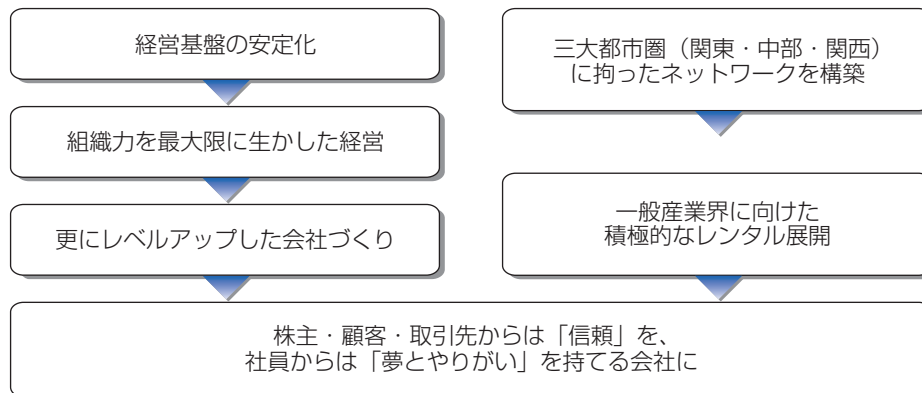 経営基盤の安定化
組織力を最大限に生かした経営
更にレベルアップした会社づくり
三大都市圏（関東・中部・関西）
に拘ったネットワークを構築
一般産業界に向けた
積極的なレンタル展開
株主・顧客・取引先からは「信頼」を、
社員からは「夢とやりがい」を持てる会社に